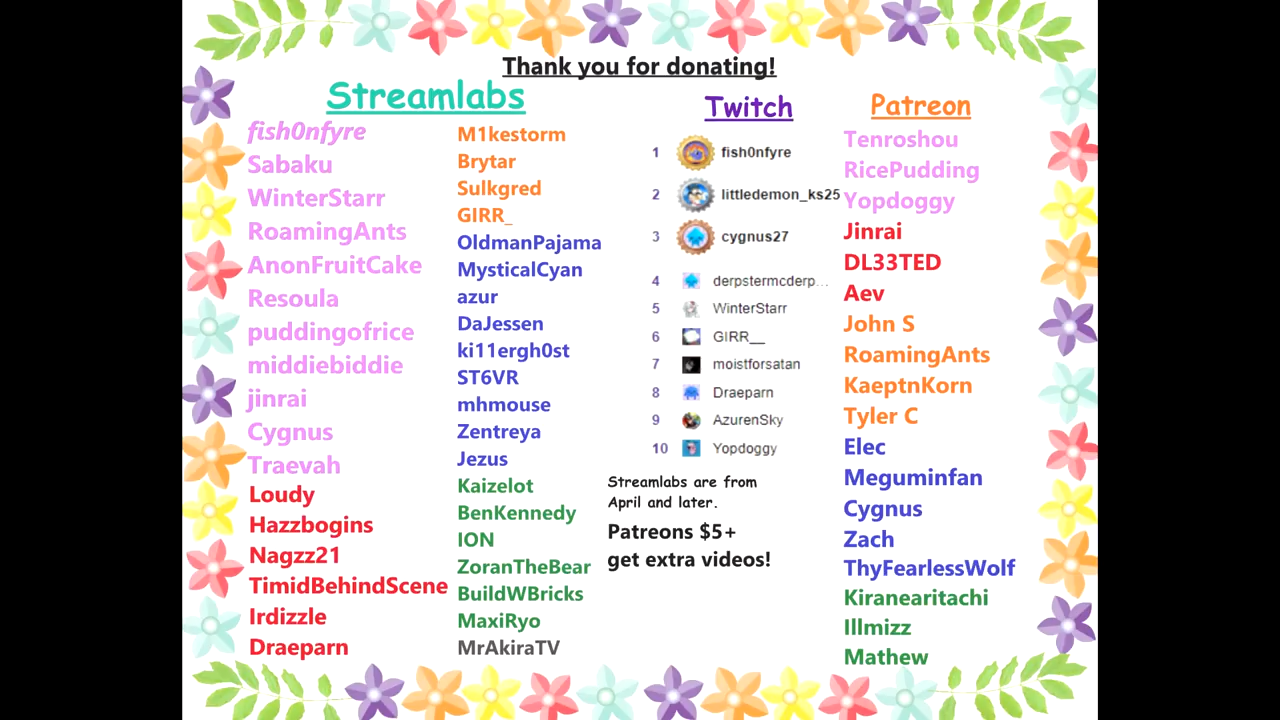 Thank you for donating!
Streamlabs
fish0nfyre
Sabaku
WinterStarr
RoamingAnts
AnonFruitCake
Resoula
puddingofrice
middiebiddie
jinrai
Cygnus
Traevah
Loudy
Hazzbogins
Nagzz21
TimidBehindScene
Irdizzle
Draeparn
M1kestorm
Brytar
Sulkgred
GIRR_
OldmanPajama
MysticalCyan
azur
DaJessen
ki11ergh0st
ST6VR
mhmouse
Zentreya
Jezus
Kaizelot
BenKennedy
ION
ZoranTheBear
BuildWBricks
MaxiRyo
MrAkiraTV
Twitch
1 fish0nfyre
2 littledemon_ks25
3 cygnus27
4 derpstermcderp...
5 WinterStarr
6 GIRR__
7 moistforsatan
8 Draeparn
9 AzurenSky
10 Yopdoggy
Streamlabs are from
April and later.
Patreons $5+
get extra videos!
Patreon
Tenroshou
RicePudding
Yopdoggy
Jinrai
DL33TED
Aev
John S
RoamingAnts
KaeptnKorn
Tyler C
Elec
Meguminfan
Cygnus
Zach
ThyFearlessWolf
Kiranearitachi
Illmizz
Mathew